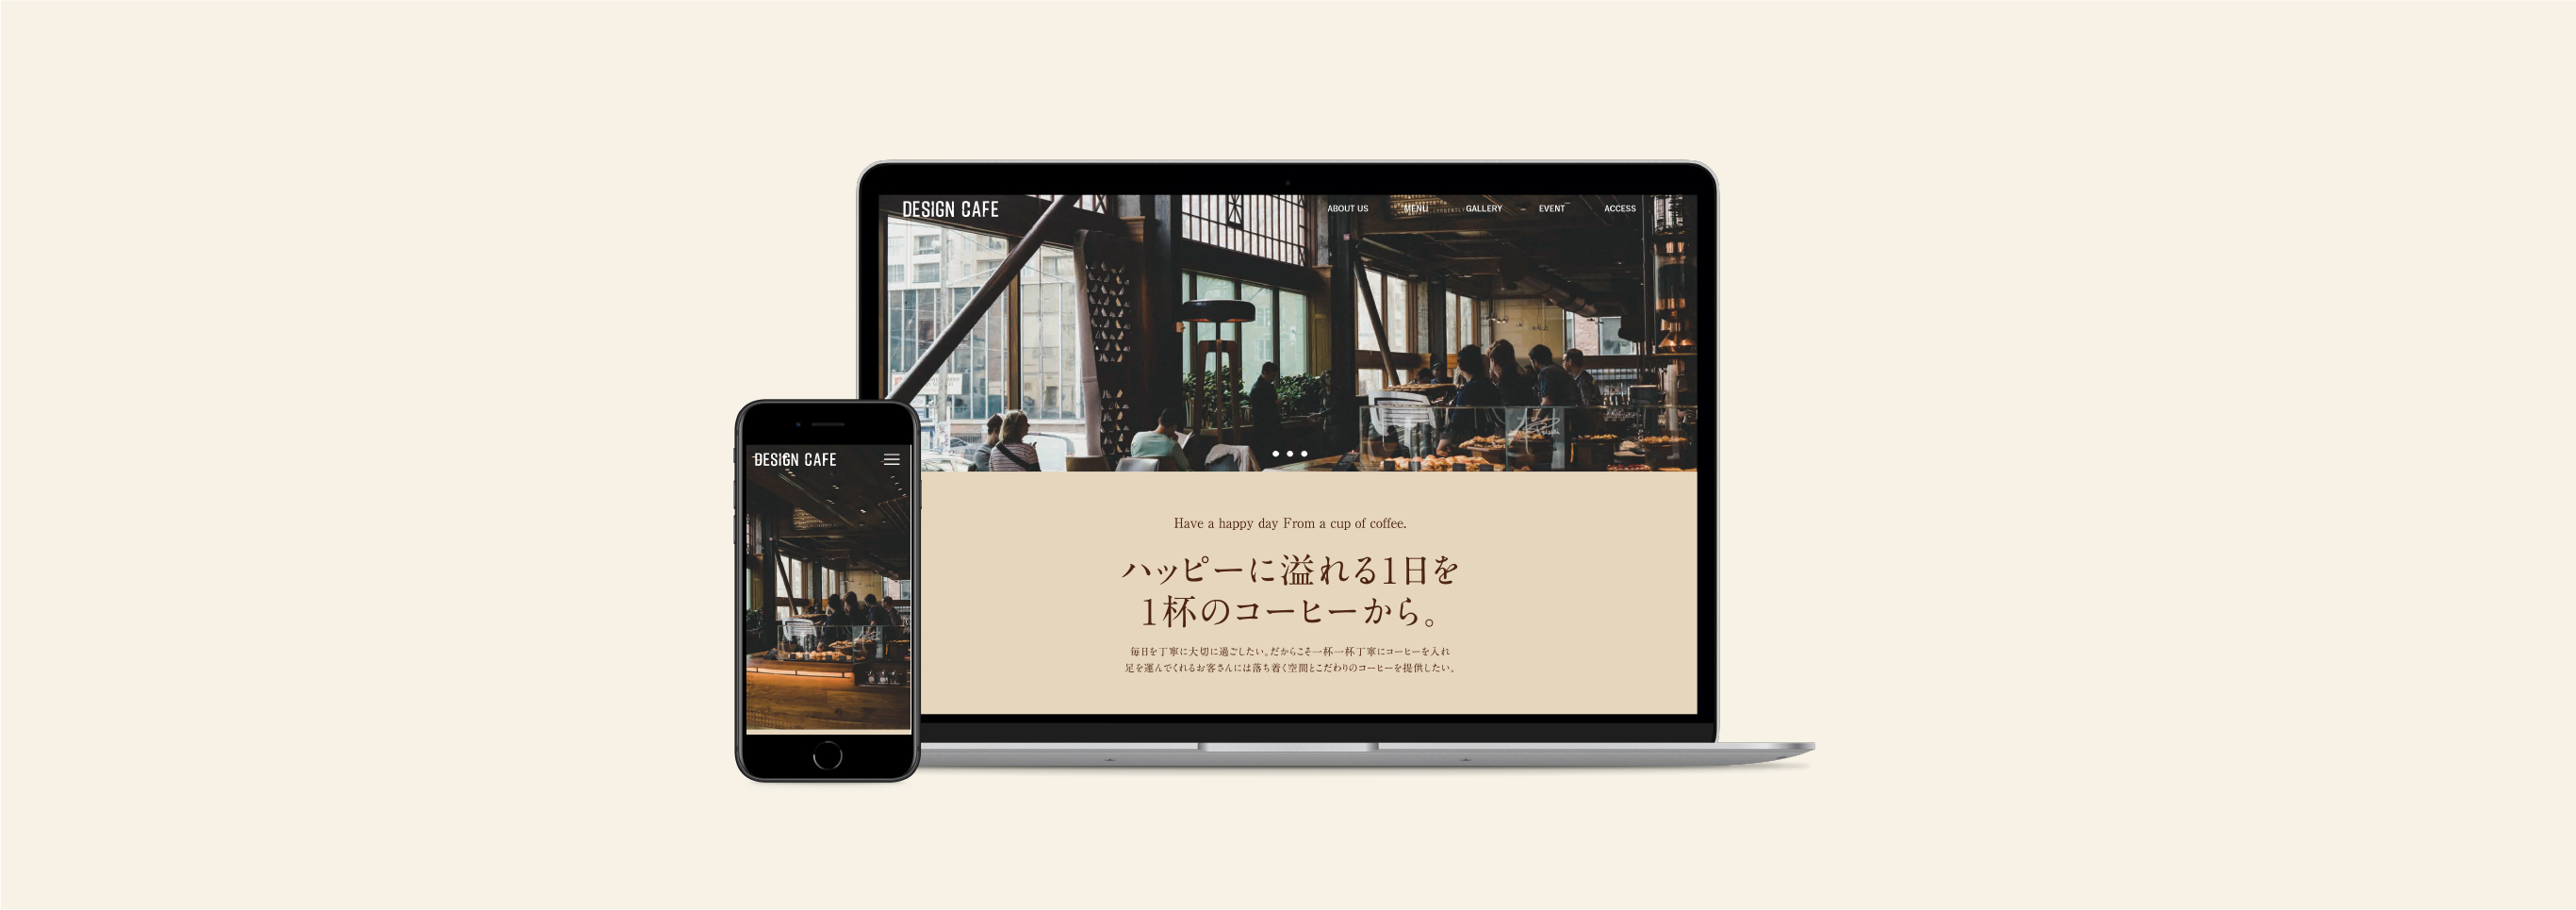 DESIGN CAFE
ABOUT US MENU GALLERY EVENT ACCESS
Have a happy day From a cup of coffee.
ハッピーに溢れる1日を
1杯のコーヒーから。
毎日を丁寧に大切に過ごしたい。だからこそ一杯一杯丁寧にコーヒーを入れ
足を運んでくれるお客さんには落ち着く空間とこだわりのコーヒーを提供したい。
DESIGN CAFE